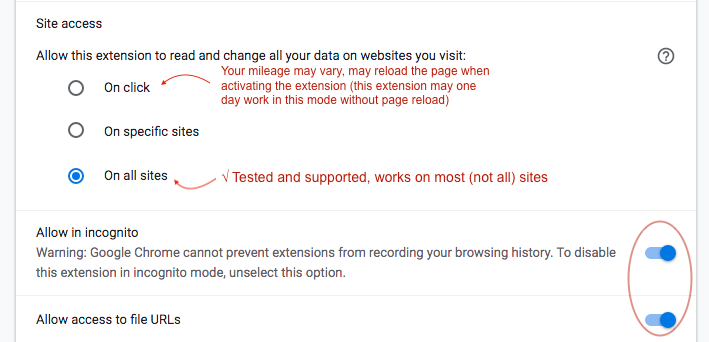 Site access
Allow this extension to read and change all your data on websites you visit:
On click
Your mileage may vary, may reload the page when
activating the extension (this extension may one
day work in this mode without page reload)
On specific sites
On all sites
√ Tested and supported, works on most (not all) sites
Allow in incognito
Warning: Google Chrome cannot prevent extensions from recording your browsing history. To disable
this extension in incognito mode, unselect this option.
Allow access to file URLs